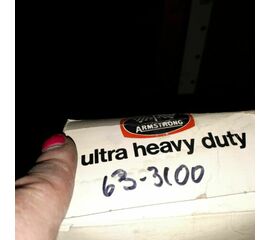 ARMSTRONG
ultra heavy duty
63-3100